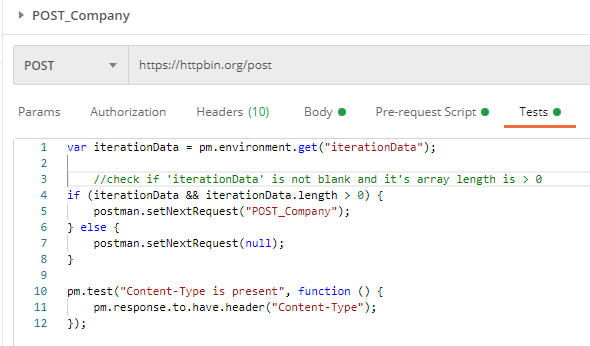 POST_Company
POST https://httpbin.org/post
Params Authorization Headers (10) Body Pre-request Script Tests
1 var iterationData = pm.environment.get("iterationData");
2
3 //check if 'iterationData' is not blank and it's array length is > 0
4 if (iterationData && iterationData.length > 0) {
5 postman.setNextRequest("POST_Company");
6 } else {
7 postman.setNextRequest(null);
8 }
9
10 pm.test("Content-Type is present", function () {
11 pm.response.to.have.header("Content-Type");
12 });